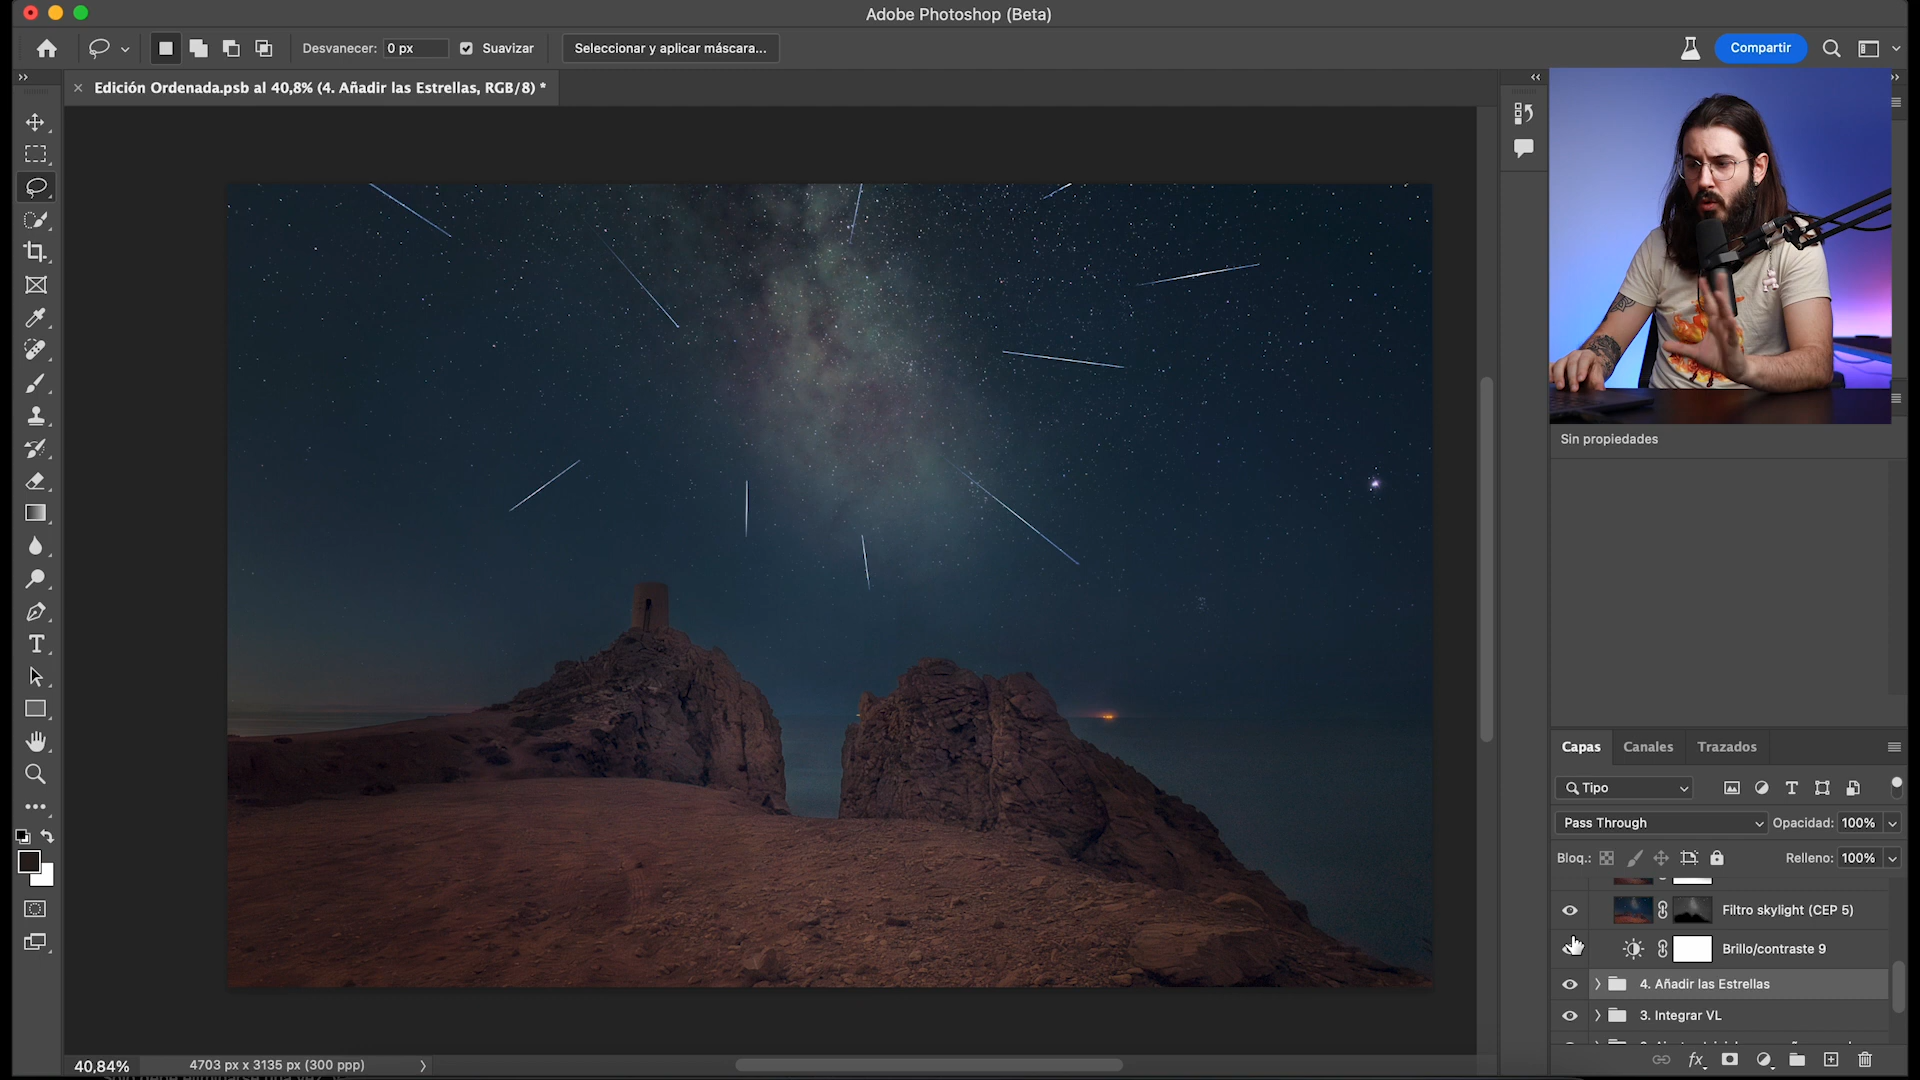 Adobe Photoshop (Beta)
Desvanecer: 0 px
Suavizar
Seleccionar y aplicar máscara...
Compartir
Edición Ordenada.psb al 40,8% (4. Añadir las Estrellas, RGB/8) *
Sin propiedades
Capas
Canales
Trazados
Tipo
Pass Through
Opacidad: 100%
Bloq.:
Relleno: 100%
Filtro skylight (CEP 5)
Brillo/contraste 9
4. Añadir las Estrellas
3. Integrar VL
40,84%
4703 px x 3135 px (300 ppp)